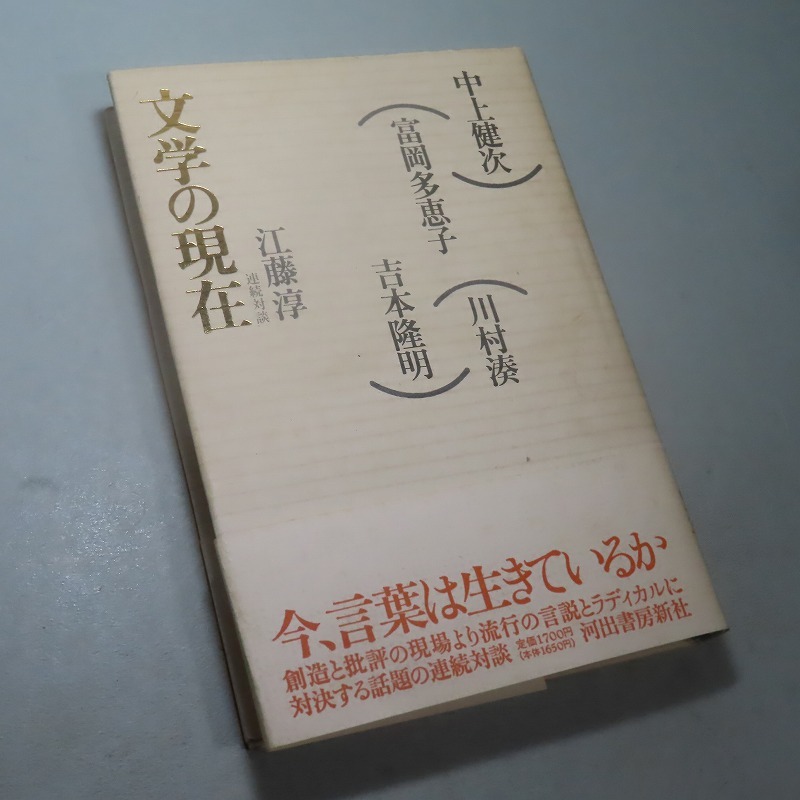 中上健次
富岡多恵子
川村湊
吉本隆明
江藤淳
連続対談
文学の現在
今、言葉は生きているか
創造と批評の現場より流行の言説とラディカルに
対決する話題の連続対談
定価1700円
(本体1650円)
河出書房新社